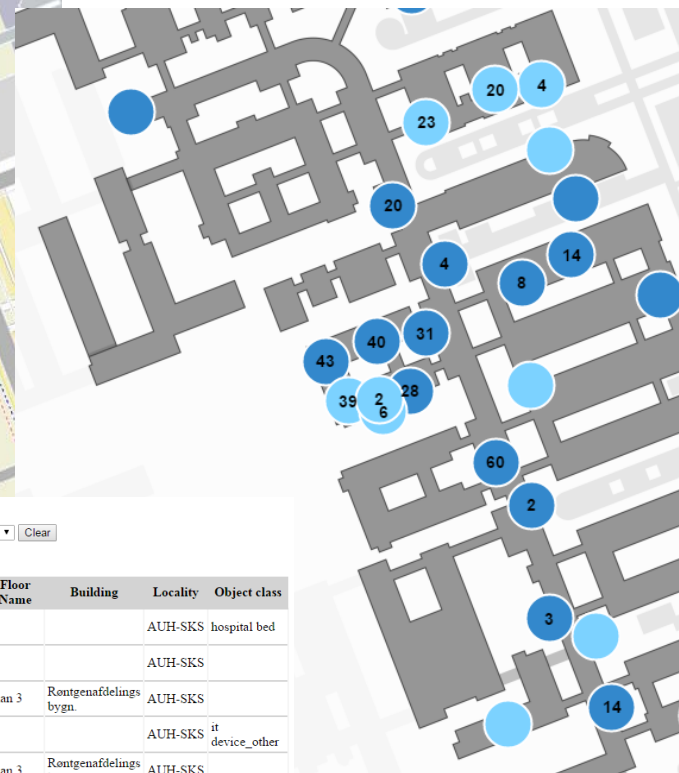 20
4
23
20
4
14
8
31
40
43
28
39
2
6
60
2
▼ Clear
Floor Name Building Locality Object class
AUH-SKS hospital bed
AUH-SKS
an 3 Røntgenafdelings bygn. AUH-SKS
AUH-SKS it device_other
an 3 Røntgenafdelings AUH-SKS
3
14